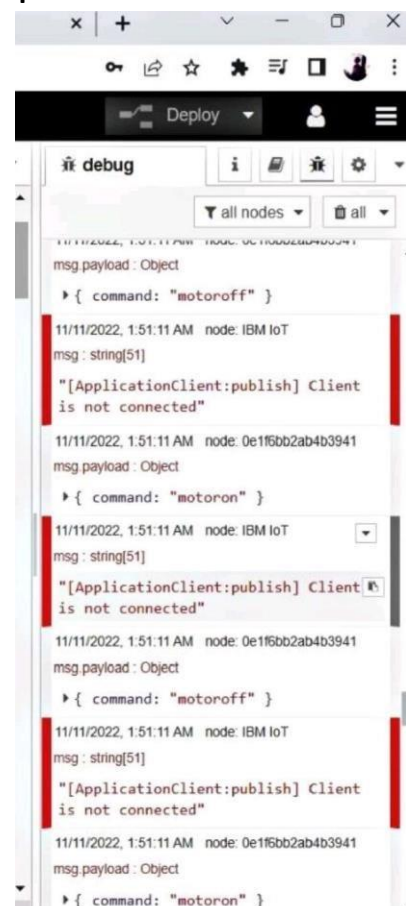 Deploy
debug
i
all nodes
all
msg.payload : Object
{ command: "motoroff" }
11/11/2022, 1:51:11 AM node: IBM IoT
msg : string[51]
"[ApplicationClient:publish] Client
is not connected"
11/11/2022, 1:51:11 AM node: 0e1f6bb2ab4b3941
msg.payload : Object
{ command: "motoron" }
11/11/2022, 1:51:11 AM node: IBM IoT
msg : string[51]
"[ApplicationClient:publish] Client
is not connected"
11/11/2022, 1:51:11 AM node: 0e1f6bb2ab4b3941
msg.payload : Object
{ command: "motoroff" }
11/11/2022, 1:51:11 AM node: IBM IoT
msg : string[51]
"[ApplicationClient:publish] Client
is not connected"
11/11/2022, 1:51:11 AM node: 0e1f6bb2ab4b3941
msg.payload : Object
{ command: "motoron" }